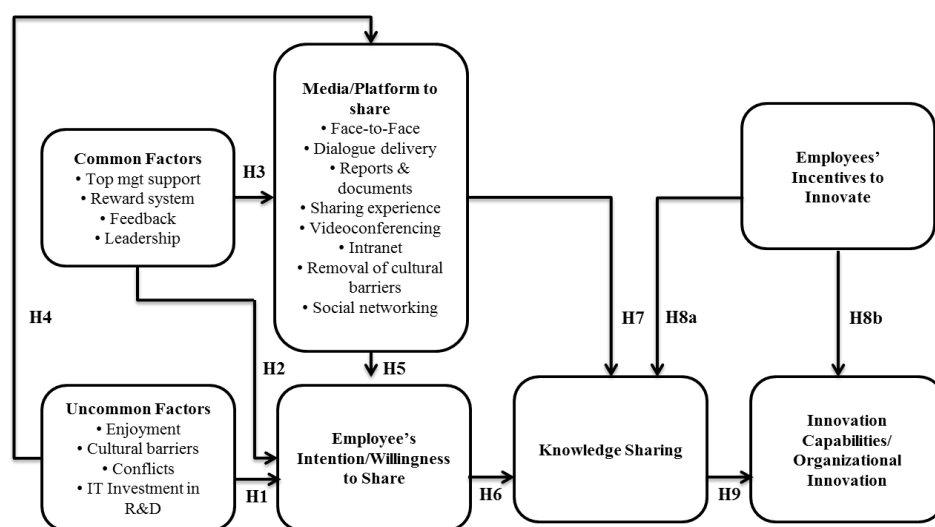 Media/Platform to
share
• Face-to-Face
• Dialogue delivery
• Reports &
documents
• Sharing experience
• Videoconferencing
• Intranet
• Removal of cultural
barriers
• Social networking
Common Factors
• Top mgt support
• Reward system
• Feedback
• Leadership
H3
Employees’
Incentives to
Innovate
H4
H2
H5
H7
H8a
H8b
Uncommon Factors
• Enjoyment
• Cultural barriers
• Conflicts
• IT Investment in
R&D
H1
Employee’s
Intention/Willingness
to Share
H6
Knowledge Sharing
H9
Innovation
Capabilities/
Organizational
Innovation